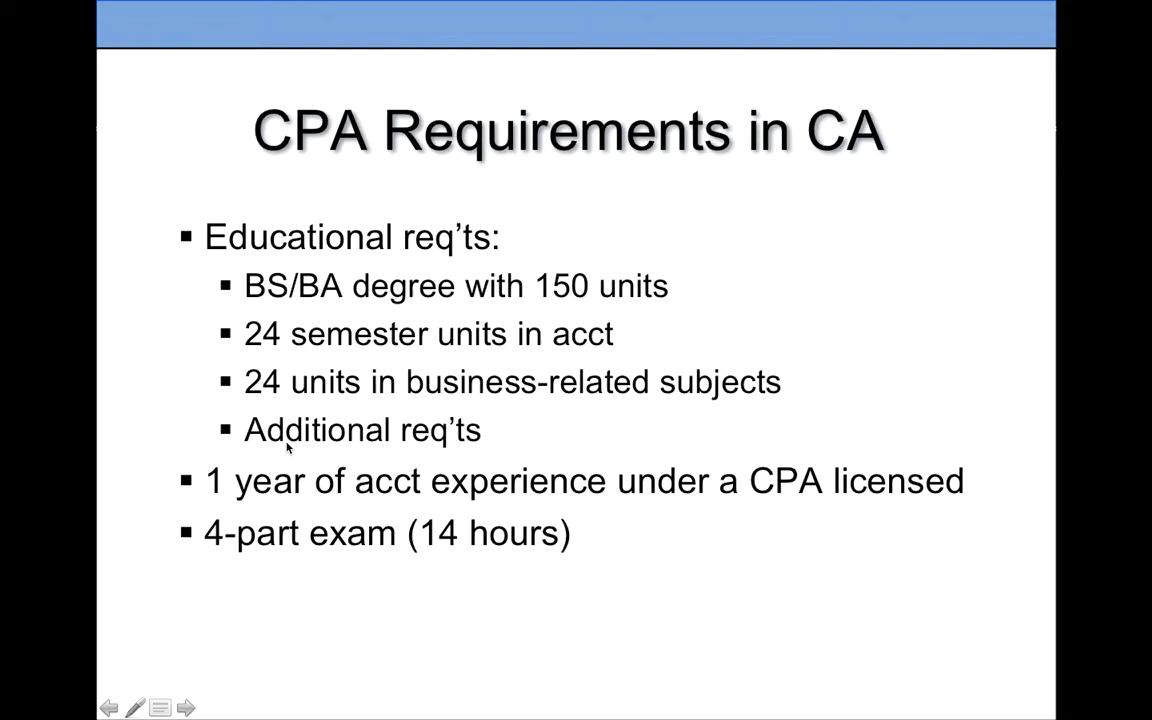 CPA Requirements in CA
▪ Educational req’ts:
▪ BS/BA degree with 150 units
▪ 24 semester units in acct
▪ 24 units in business-related subjects
▪ Additional req’ts
▪ 1 year of acct experience under a CPA licensed
▪ 4-part exam (14 hours)